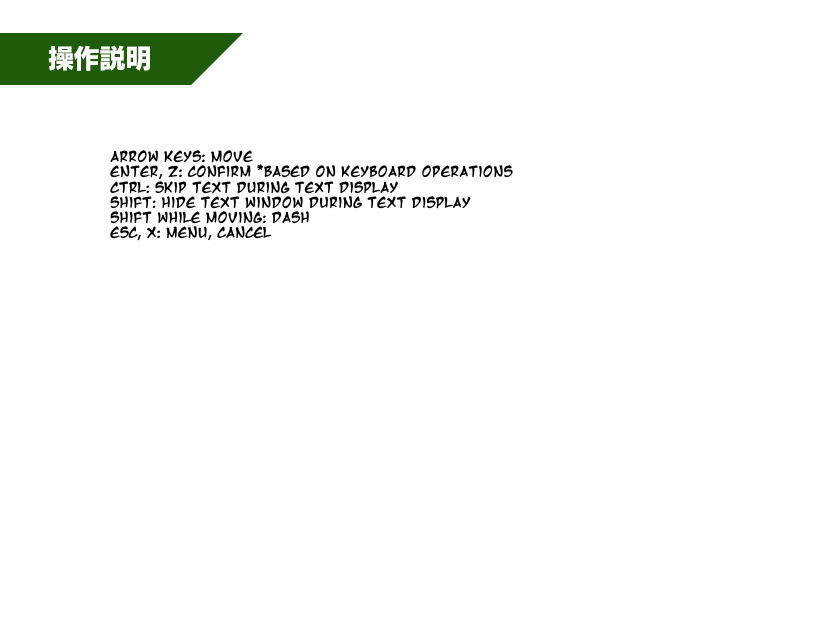 操作説明
ARROW KEYS: MOVE
ENTER, Z: CONFIRM *BASED ON KEYBOARD OPERATIONS
CTRL: SKIP TEXT DURING TEXT DISPLAY
SHIFT: HIDE TEXT WINDOW DURING TEXT DISPLAY
SHIFT WHILE MOVING: DASH
ESC, X: MENU, CANCEL